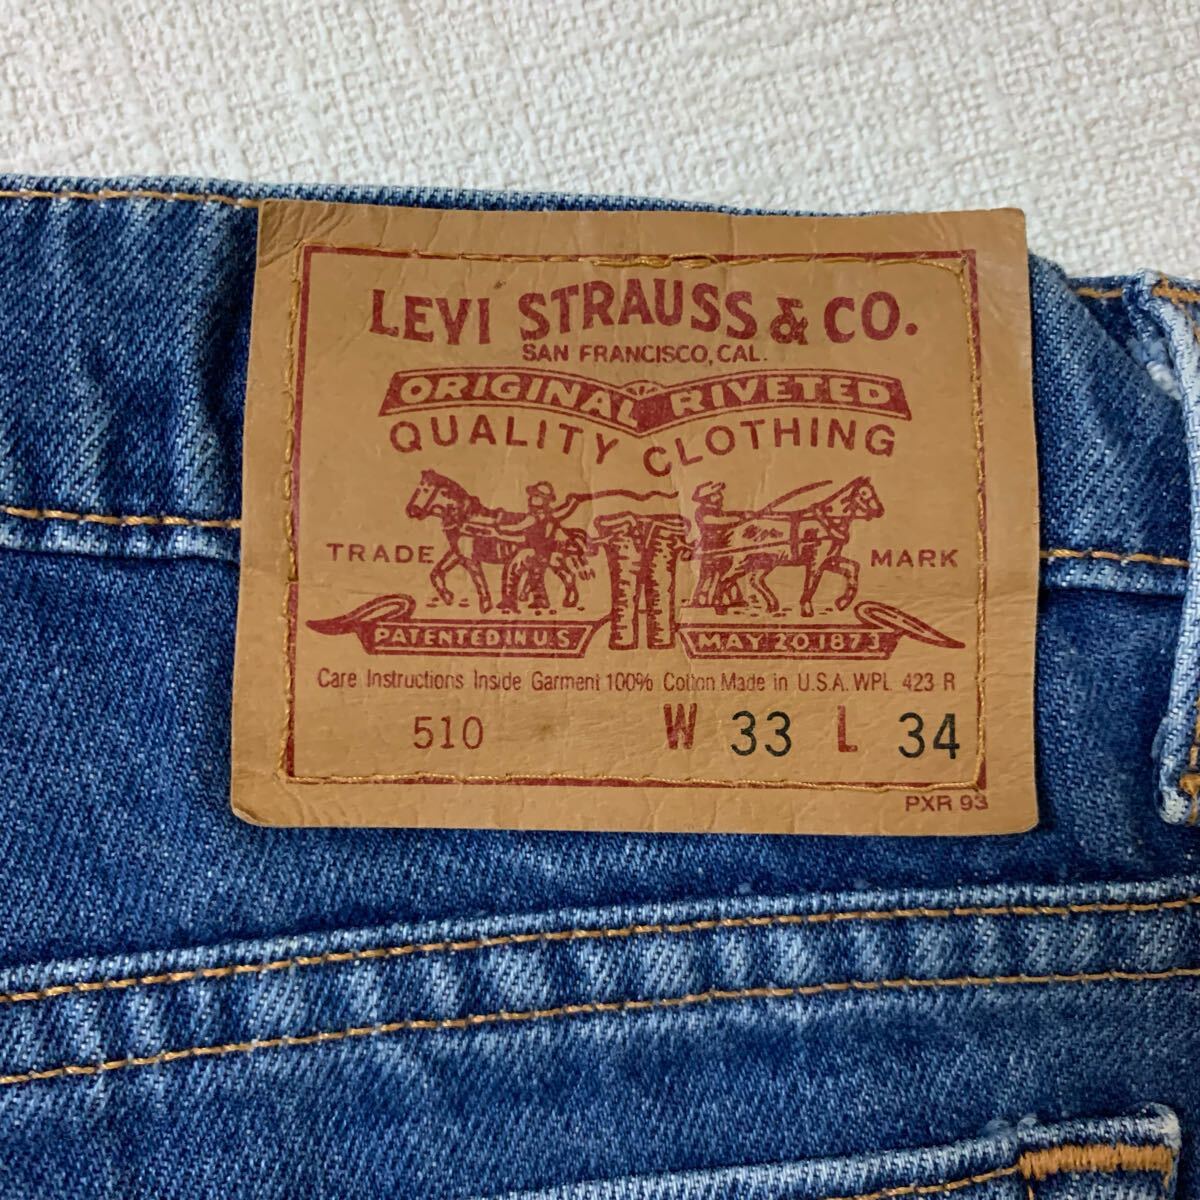 LEVI STRAUSS & CO.
SAN FRANCISCO, CAL.
ORIGINAL RIVETED
QUALITY CLOTHING
TRADE MARK
PATENTED IN U.S. MAY 20.1873.
Care Instructions Inside Garment 100% Cotton Made in U.S.A. WPL 423 R
510 W 33 L 34
PXR 93